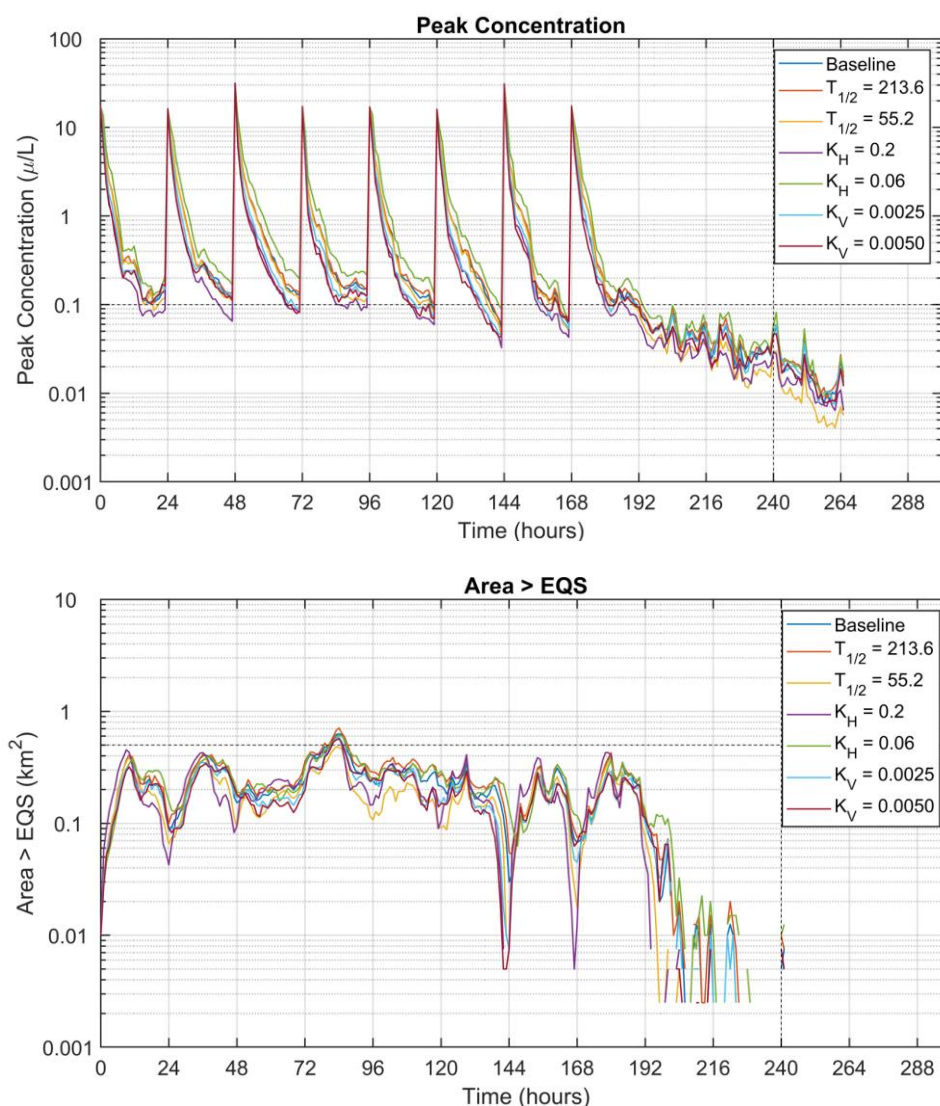 Peak Concentration
100
10
1
0.1
0.01
0.001
Peak Concentration (μ/L)
0 24 48 72 96 120 144 168 192 216 240 264 288
Time (hours)
Baseline
T1/2 = 213.6
T1/2 = 55.2
KH = 0.2
KH = 0.06
KV = 0.0025
KV = 0.0050
Area > EQS
10
1
0.1
0.01
0.001
Area > EQS (km²)
0 24 48 72 96 120 144 168 192 216 240 264 288
Time (hours)
Baseline
T1/2 = 213.6
T1/2 = 55.2
KH = 0.2
KH = 0.06
KV = 0.0025
KV = 0.0050